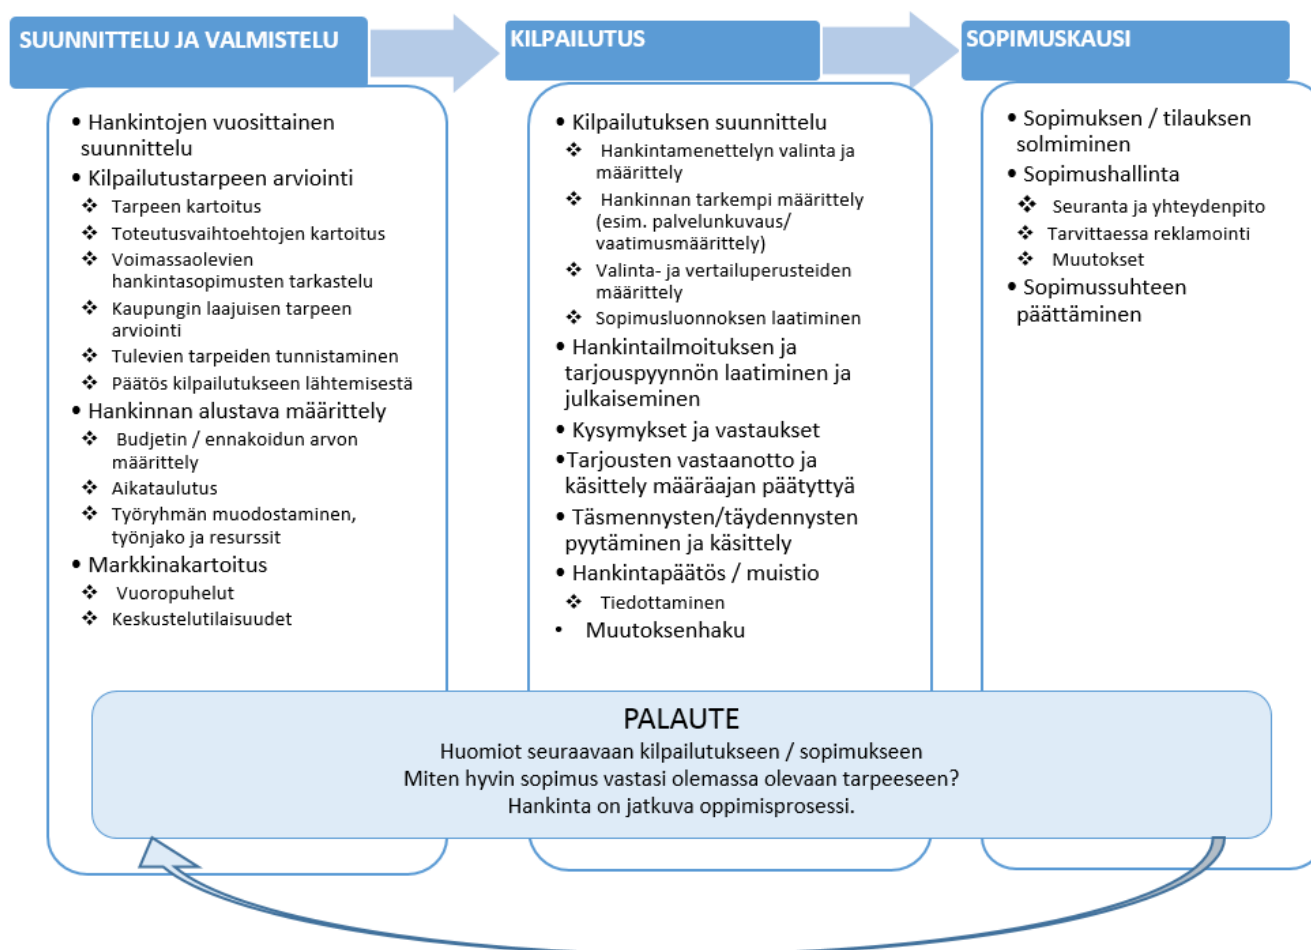 SUUNNITTELU JA VALMISTELU
• Hankintojen vuosittainen
suunnittelu
• Kilpailutustarpeen arviointi
❖ Tarpeen kartoitus
❖ Toteutusvaihtoehtojen kartoitus
❖ Voimassaolevien
hankintasopimusten tarkastelu
❖ Kaupungin laajuisen tarpeen
arviointi
❖ Tulevien tarpeiden tunnistaminen
❖ Päätös kilpailutukseen lähtemisestä
• Hankinnan alustava määrittely
❖ Budjetin / ennakoidun arvon
määrittely
❖ Aikataulutus
❖ Työryhmän muodostaminen,
työnjako ja resurssit
• Markkinakartoitus
❖ Vuoropuhelut
❖ Keskustelutilaisuudet
KILPAILUTUS
• Kilpailutuksen suunnittelu
❖ Hankintamenettelyn valinta ja
määrittely
❖ Hankinnan tarkempi määrittely
(esim. palvelunkuvaus/
vaatimusmäärittely)
❖ Valinta- ja vertailuperusteiden
määrittely
❖ Sopimusluonnoksen laatiminen
• Hankintailmoituksen ja
tarjouspyynnön laatiminen ja
julkaiseminen
• Kysymykset ja vastaukset
•Tarjousten vastaanotto ja
käsittely määräajan päätyttyä
• Täsmennysten/täydennysten
pyytäminen ja käsittely
• Hankintapäätös / muistio
❖ Tiedottaminen
• Muutoksenhaku
SOPIMUSKAUSI
• Sopimuksen / tilauksen
solmiminen
• Sopimushallinta
❖ Seuranta ja yhteydenpito
❖ Tarvittaessa reklamointi
❖ Muutokset
• Sopimussuhteen
päättäminen
PALAUTE
Huomiot seuraavaan kilpailutukseen / sopimukseen
Miten hyvin sopimus vastasi olemassa olevaan tarpeeseen?
Hankinta on jatkuva oppimisprosessi.